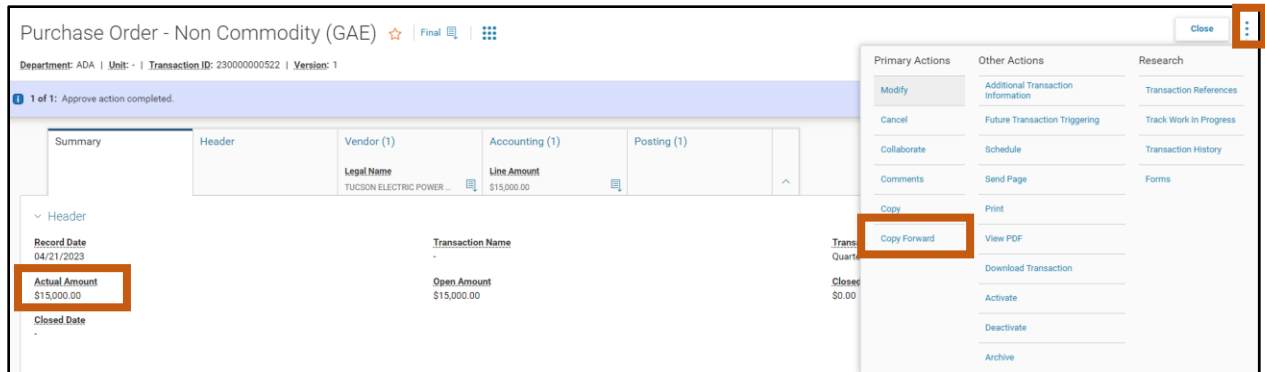 Purchase Order - Non Commodity (GAE) Final
Close
Department: ADA | Unit: - | Transaction ID: 230000000522 | Version: 1
1 of 1: Approve action completed.
Summary
Header
Vendor (1)
Accounting (1)
Posting (1)
Legal Name
TUCSON ELECTRIC POWER ...
Line Amount
$15,000.00
Header
Record Date
04/21/2023
Transaction Name
-
Trans
Quarte
Actual Amount
$15,000.00
Open Amount
$15,000.00
Closed
$0.00
Closed Date
-
Primary Actions
Modify
Cancel
Collaborate
Comments
Copy
Copy Forward
Other Actions
Additional Transaction
Information
Future Transaction Triggering
Schedule
Send Page
Print
View PDF
Download Transaction
Activate
Deactivate
Archive
Research
Transaction References
Track Work In Progress
Transaction History
Forms